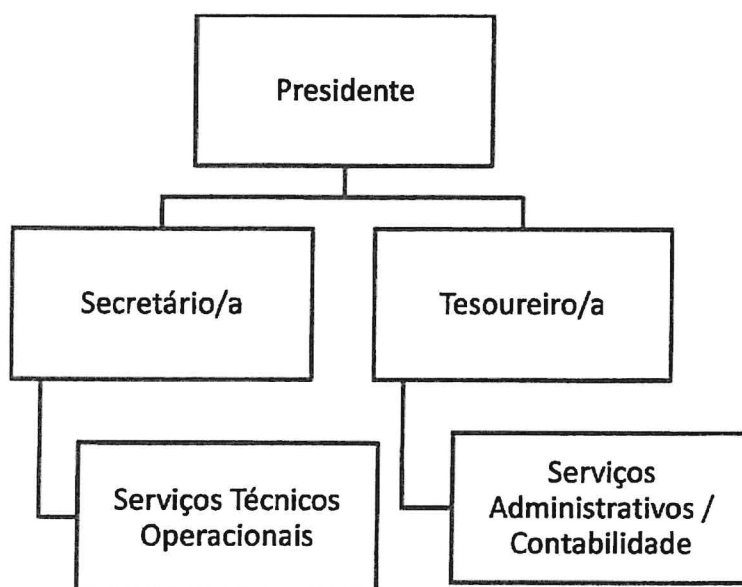 Presidente
Secretário/a
Tesoureiro/a
Serviços Técnicos
Operacionais
Serviços
Administrativos /
Contabilidade